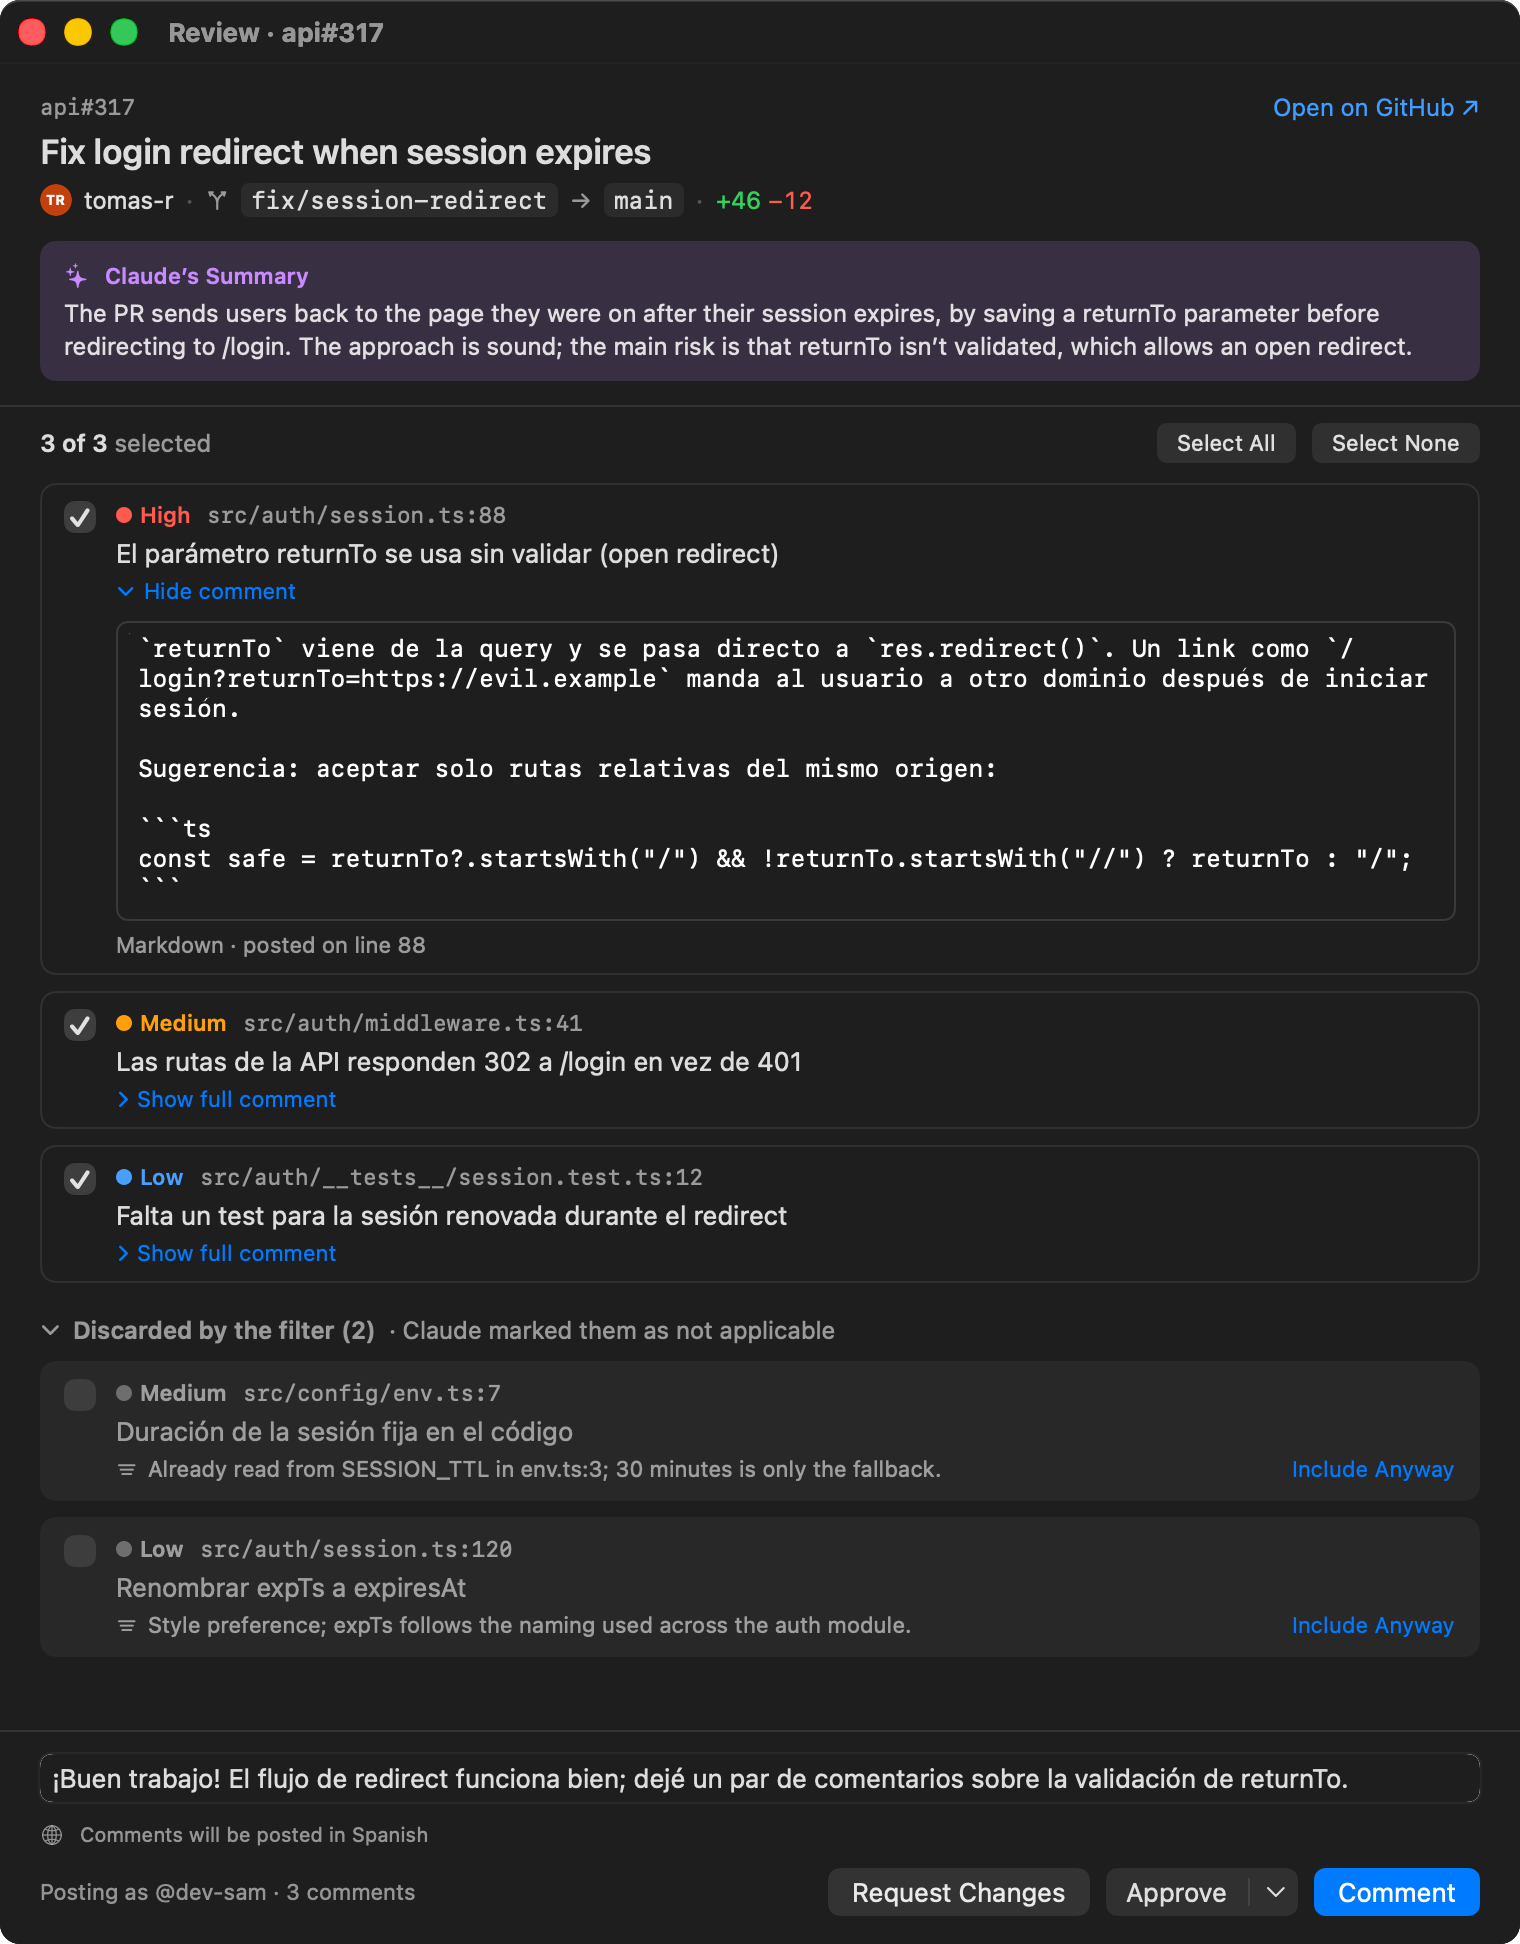 Review · api#317
api#317
Open on GitHub ↗
Fix login redirect when session expires
TR tomas-r · fix/session-redirect → main · +46 −12
Claude’s Summary
The PR sends users back to the page they were on after their session expires, by saving a returnTo parameter before
redirecting to /login. The approach is sound; the main risk is that returnTo isn’t validated, which allows an open redirect.
3 of 3 selected
Select All
Select None
High src/auth/session.ts:88
El parámetro returnTo se usa sin validar (open redirect)
Hide comment
`returnTo` viene de la query y se pasa directo a `res.redirect()`. Un link como `/
login?returnTo=https://evil.example` manda al usuario a otro dominio después de iniciar
sesión.
Sugerencia: aceptar solo rutas relativas del mismo origen:
```ts
const safe = returnTo?.startsWith("/") && !returnTo.startsWith("//") ? returnTo : "/";
```
Markdown · posted on line 88
Medium src/auth/middleware.ts:41
Las rutas de la API responden 302 a /login en vez de 401
Show full comment
Low src/auth/__tests__/session.test.ts:12
Falta un test para la sesión renovada durante el redirect
Show full comment
Discarded by the filter (2) · Claude marked them as not applicable
Medium src/config/env.ts:7
Duración de la sesión fija en el código
Already read from SESSION_TTL in env.ts:3; 30 minutes is only the fallback.
Include Anyway
Low src/auth/session.ts:120
Renombrar expTs a expiresAt
Style preference; expTs follows the naming used across the auth module.
Include Anyway
¡Buen trabajo! El flujo de redirect funciona bien; dejé un par de comentarios sobre la validación de returnTo.
Comments will be posted in Spanish
Posting as @dev-sam · 3 comments
Request Changes
Approve
Comment